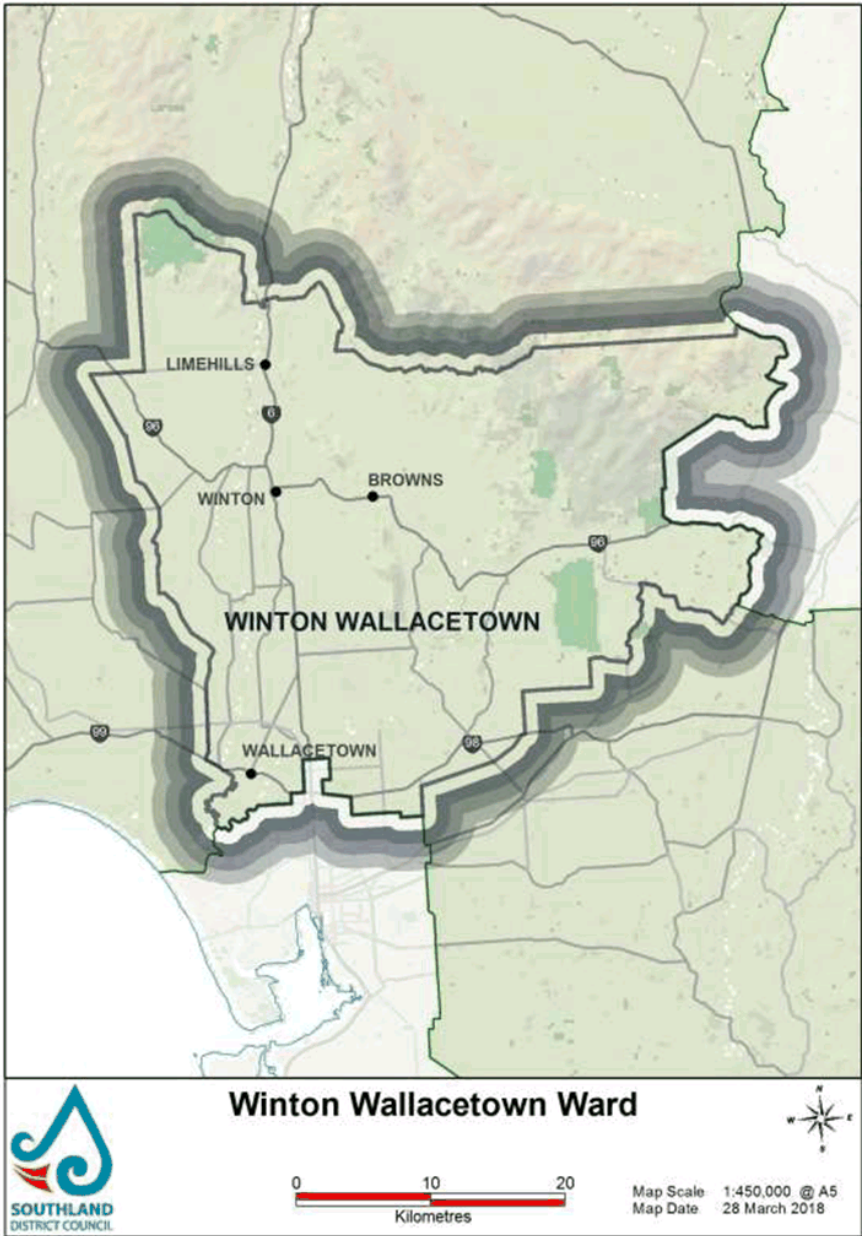 LIMEHILLS
96
6
BROWNS
WINTON
96
WINTON WALLACETOWN
99
WALLACETOWN
98
Winton Wallacetown Ward
N
W
E
S
SOUTHLAND
DISTRICT COUNCIL
0 10 20
Kilometres
Map Scale 1:450,000 @ A5
Map Date 28 March 2018